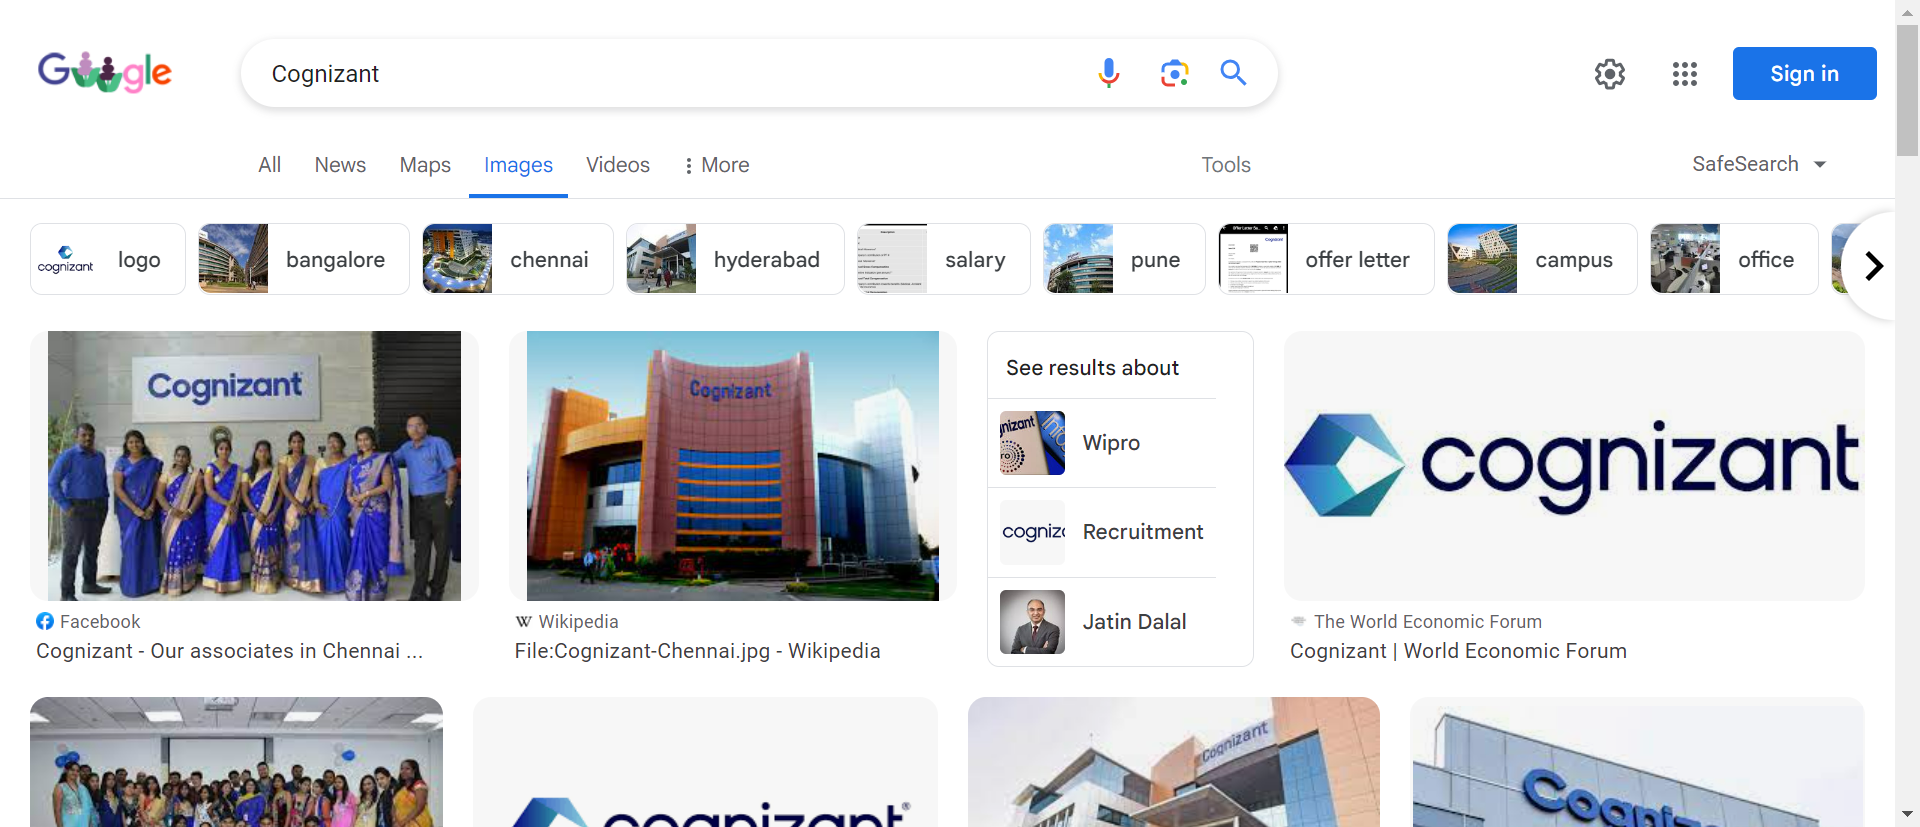 Google
Cognizant
Sign in
All News Maps Images Videos More
Tools
SafeSearch
cognizant logo
bangalore
chennai
hyderabad
salary
pune
offer letter
campus
office
Cognizant
Cognizant
See results about
Wipro
Recruitment
Jatin Dalal
cognizant
Facebook
Cognizant - Our associates in Chennai ...
Wikipedia
File:Cognizant-Chennai.jpg - Wikipedia
The World Economic Forum
Cognizant | World Economic Forum
cognizant®
Cognizant